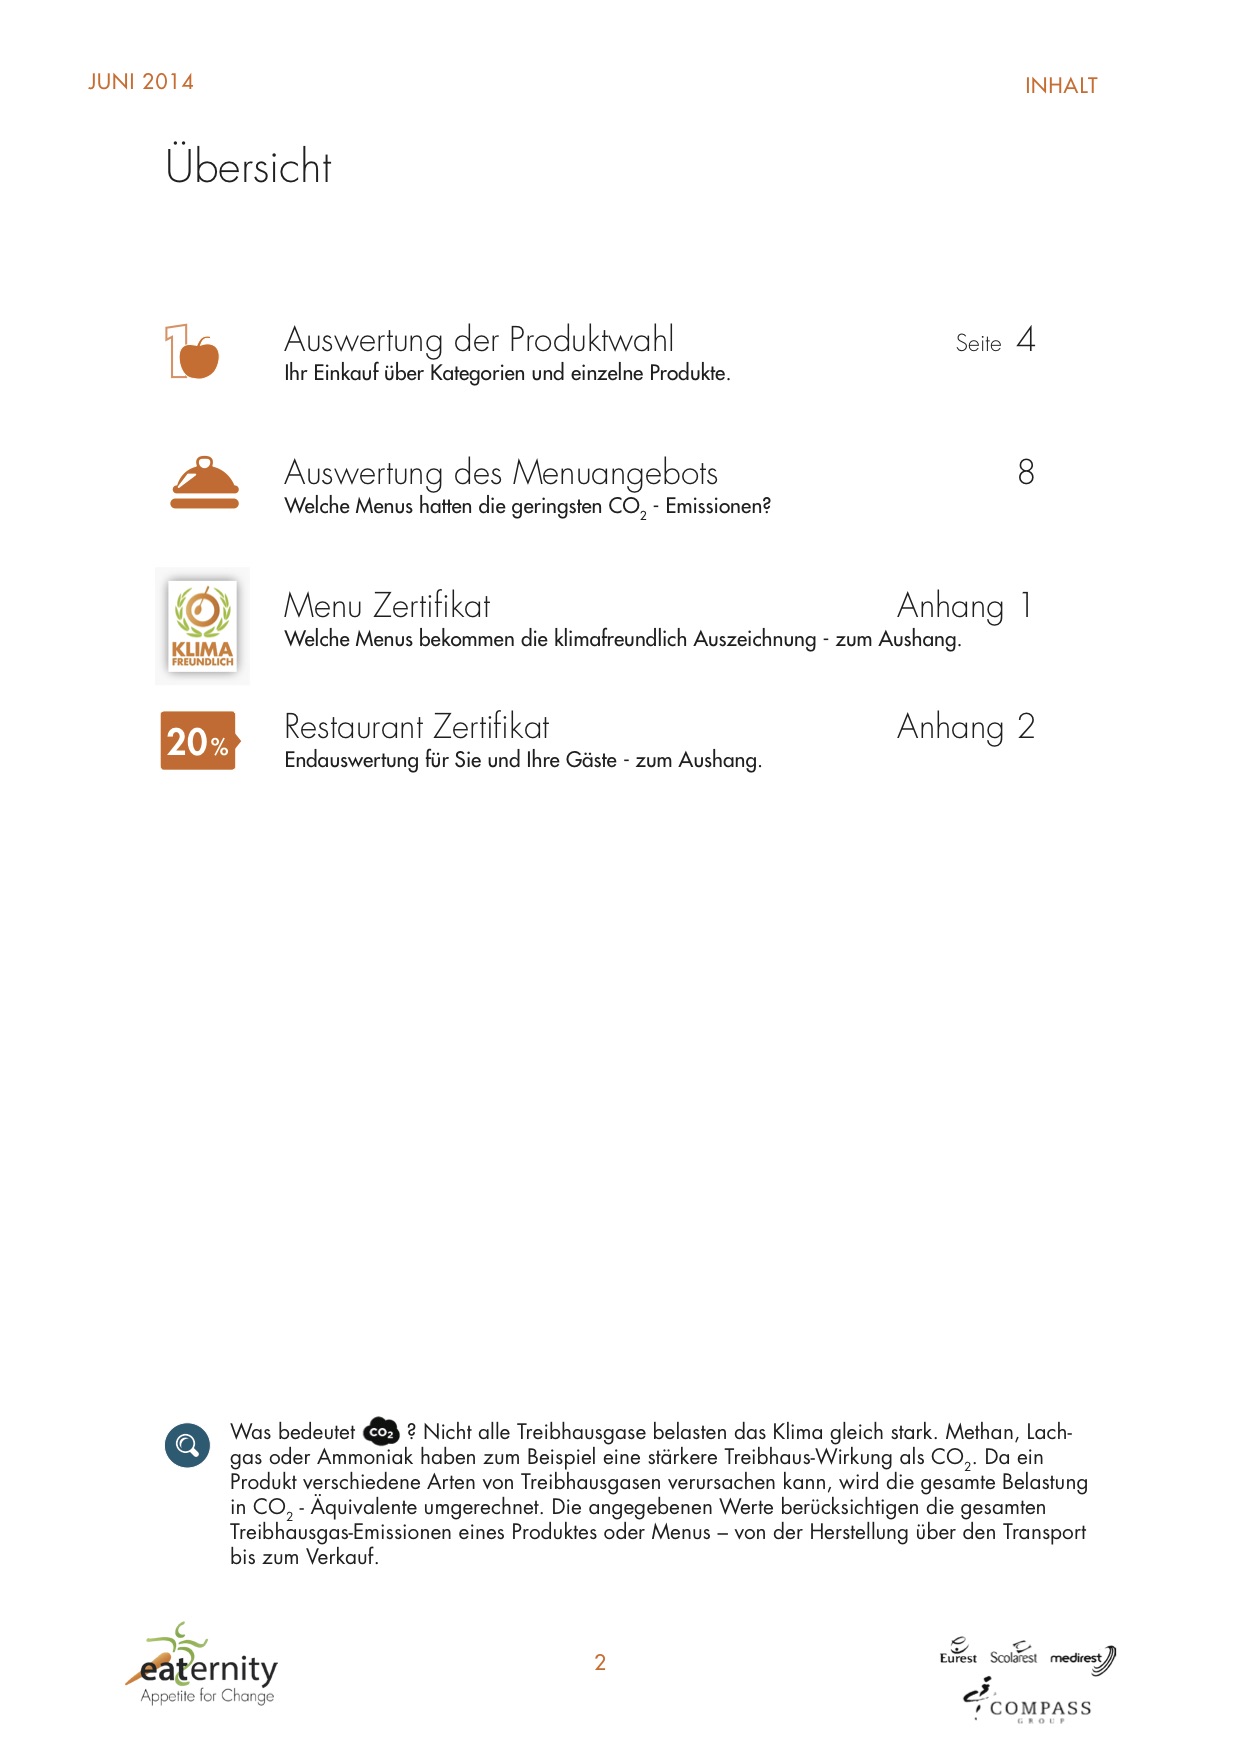 JUNI 2014
INHALT
Übersicht
Auswertung der Produktwahl Seite 4
Ihr Einkauf über Kategorien und einzelne Produkte.
Auswertung des Menuangebots 8
Welche Menus hatten die geringsten CO₂ - Emissionen?
KLIMA
FREUNDLICH
Menu Zertifikat Anhang 1
Welche Menus bekommen die klimafreundlich Auszeichnung - zum Aushang.
20%
Restaurant Zertifikat Anhang 2
Endauswertung für Sie und Ihre Gäste - zum Aushang.
Was bedeutet CO₂ ? Nicht alle Treibhausgase belasten das Klima gleich stark. Methan, Lach-
gas oder Ammoniak haben zum Beispiel eine stärkere Treibhaus-Wirkung als CO₂. Da ein
Produkt verschiedene Arten von Treibhausgasen verursachen kann, wird die gesamte Belastung
in CO₂ - Äquivalente umgerechnet. Die angegebenen Werte berücksichtigen die gesamten
Treibhausgas-Emissionen eines Produktes oder Menus – von der Herstellung über den Transport
bis zum Verkauf.
eaternity
Appetite for Change
2
Eurest Scolarest medirest
COMPASS
GROUP